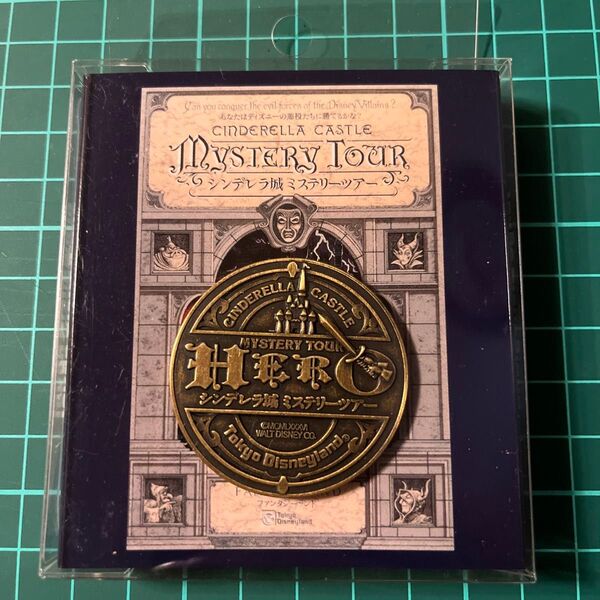 Can you conquer the evil forces of the Disney Villains?
あなたはディズニーの悪役たちに勝てるかな?
CINDERELLA CASTLE
MYSTERY TOUR
シンデレラ城 ミステリーツアー
CINDERELLA CASTLE
MYSTERY TOUR
HERO
シンデレラ城 ミステリーツアー
©MCMLXXXVI
WALT DISNEY CO.
Tokyo Disneyland®
Tokyo
Disneyland